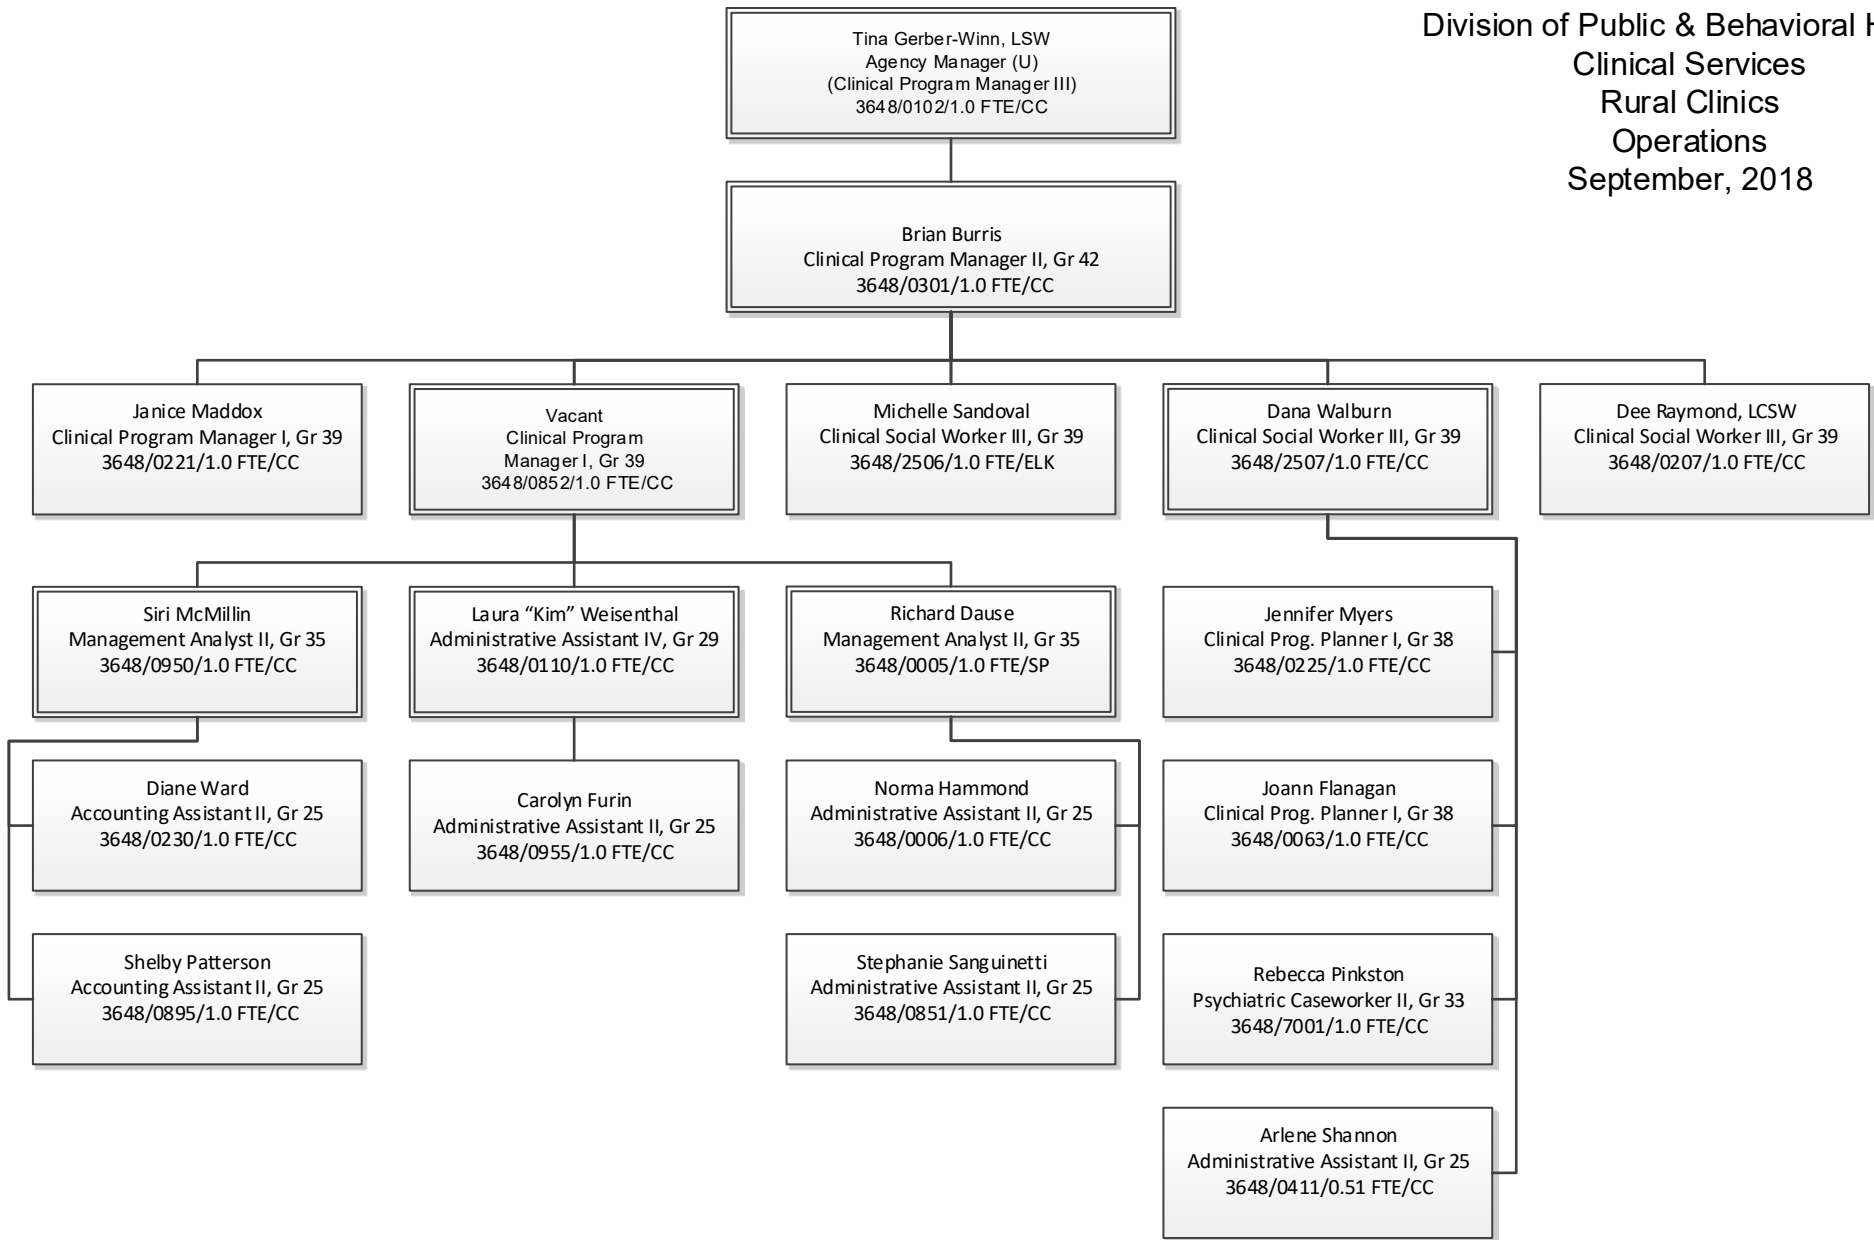 Division of Public & Behavioral
Clinical Services
Rural Clinics
Operations
September, 2018
Tina Gerber-Winn, LSW
Agency Manager (U)
(Clinical Program Manager III)
3648/0102/1.0 FTE/CC
Brian Burris
Clinical Program Manager II, Gr 42
3648/0301/1.0 FTE/CC
Janice Maddox
Clinical Program Manager I, Gr 39
3648/0221/1.0 FTE/CC
Vacant
Clinical Program
Manager I, Gr 39
3648/0852/1.0 FTE/CC
Michelle Sandoval
Clinical Social Worker III, Gr 39
3648/2506/1.0 FTE/ELK
Dana Walburn
Clinical Social Worker III, Gr 39
3648/2507/1.0 FTE/CC
Dee Raymond, LCSW
Clinical Social Worker III, Gr 39
3648/0207/1.0 FTE/CC
Siri McMillin
Management Analyst II, Gr 35
3648/0950/1.0 FTE/CC
Laura “Kim” Weisenthal
Administrative Assistant IV, Gr 29
3648/0110/1.0 FTE/CC
Richard Dause
Management Analyst II, Gr 35
3648/0005/1.0 FTE/SP
Jennifer Myers
Clinical Prog. Planner I, Gr 38
3648/0225/1.0 FTE/CC
Diane Ward
Accounting Assistant II, Gr 25
3648/0230/1.0 FTE/CC
Carolyn Furin
Administrative Assistant II, Gr 25
3648/0955/1.0 FTE/CC
Norma Hammond
Administrative Assistant II, Gr 25
3648/0006/1.0 FTE/CC
Joann Flanagan
Clinical Prog. Planner I, Gr 38
3648/0063/1.0 FTE/CC
Shelby Patterson
Accounting Assistant II, Gr 25
3648/0895/1.0 FTE/CC
Stephanie Sanguinetti
Administrative Assistant II, Gr 25
3648/0851/1.0 FTE/CC
Rebecca Pinkston
Psychiatric Caseworker II, Gr 33
3648/7001/1.0 FTE/CC
Arlene Shannon
Administrative Assistant II, Gr 25
3648/0411/0.51 FTE/CC